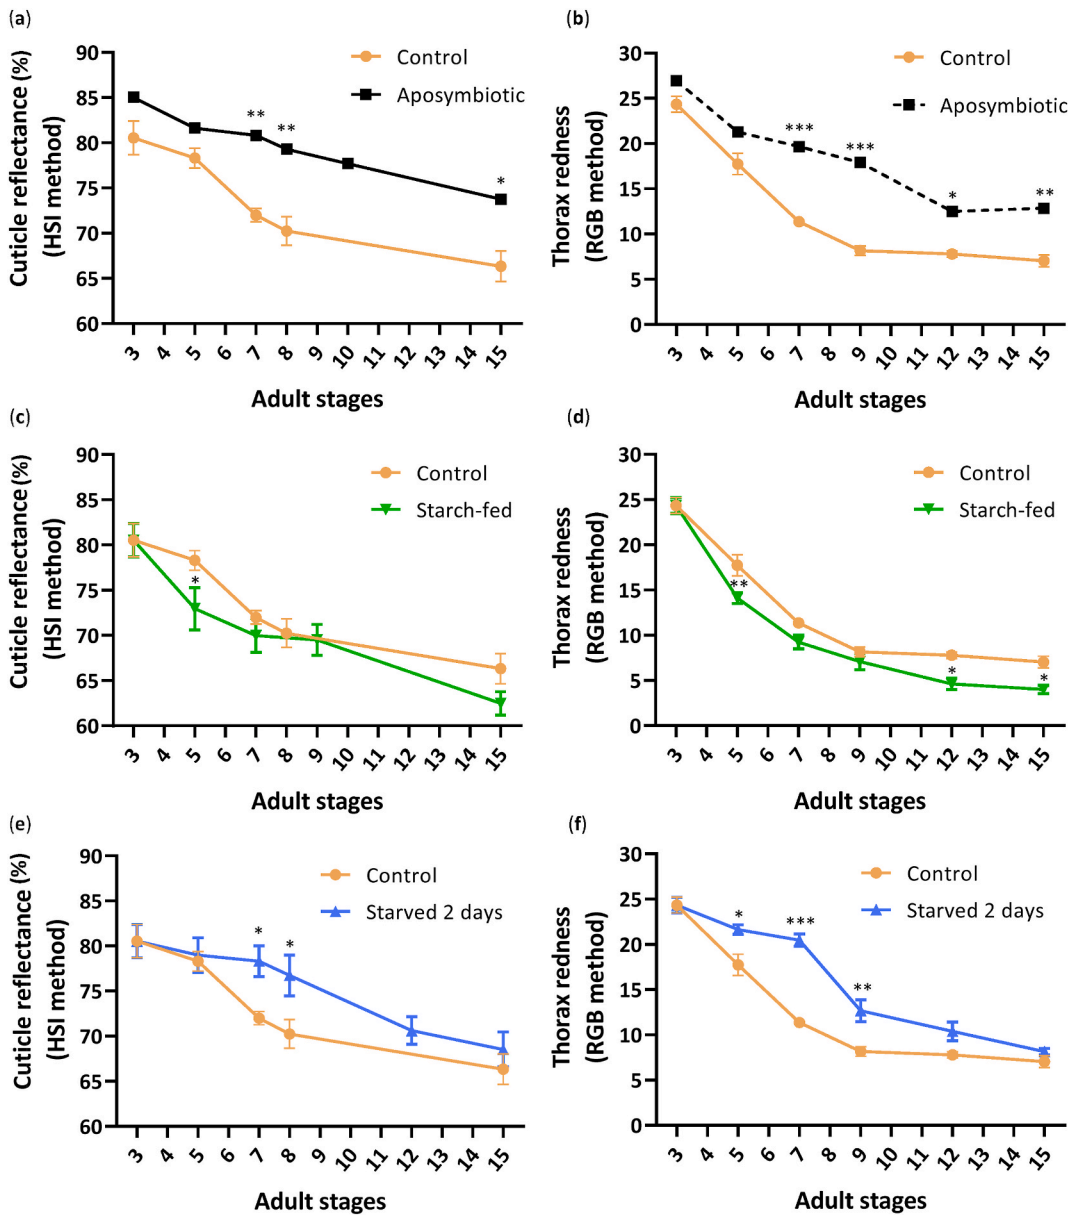 (a)
Cuticle reflectance (%)
(HSI method)
90
85
80
75
70
65
60
Control
Aposymbiotic
** ** *
3 4 5 6 7 8 9 10 11 12 13 14 15
Adult stages
(b)
Thorax redness
(RGB method)
30
25
20
15
10
5
0
Control
Aposymbiotic
*** *** * **
3 4 5 6 7 8 9 10 11 12 13 14 15
Adult stages
(c)
Cuticle reflectance (%)
(HSI method)
90
85
80
75
70
65
60
Control
Starch-fed
*
3 4 5 6 7 8 9 10 11 12 13 14 15
Adult stages
(d)
Thorax redness
(RGB method)
30
25
20
15
10
5
0
Control
Starch-fed
** * *
3 4 5 6 7 8 9 10 11 12 13 14 15
Adult stages
(e)
Cuticle reflectance (%)
(HSI method)
90
85
80
75
70
65
60
Control
Starved 2 days
* *
3 4 5 6 7 8 9 10 11 12 13 14 15
Adult stages
(f)
Thorax redness
(RGB method)
30
25
20
15
10
5
0
Control
Starved 2 days
* *** **
3 4 5 6 7 8 9 10 11 12 13 14 15
Adult stages